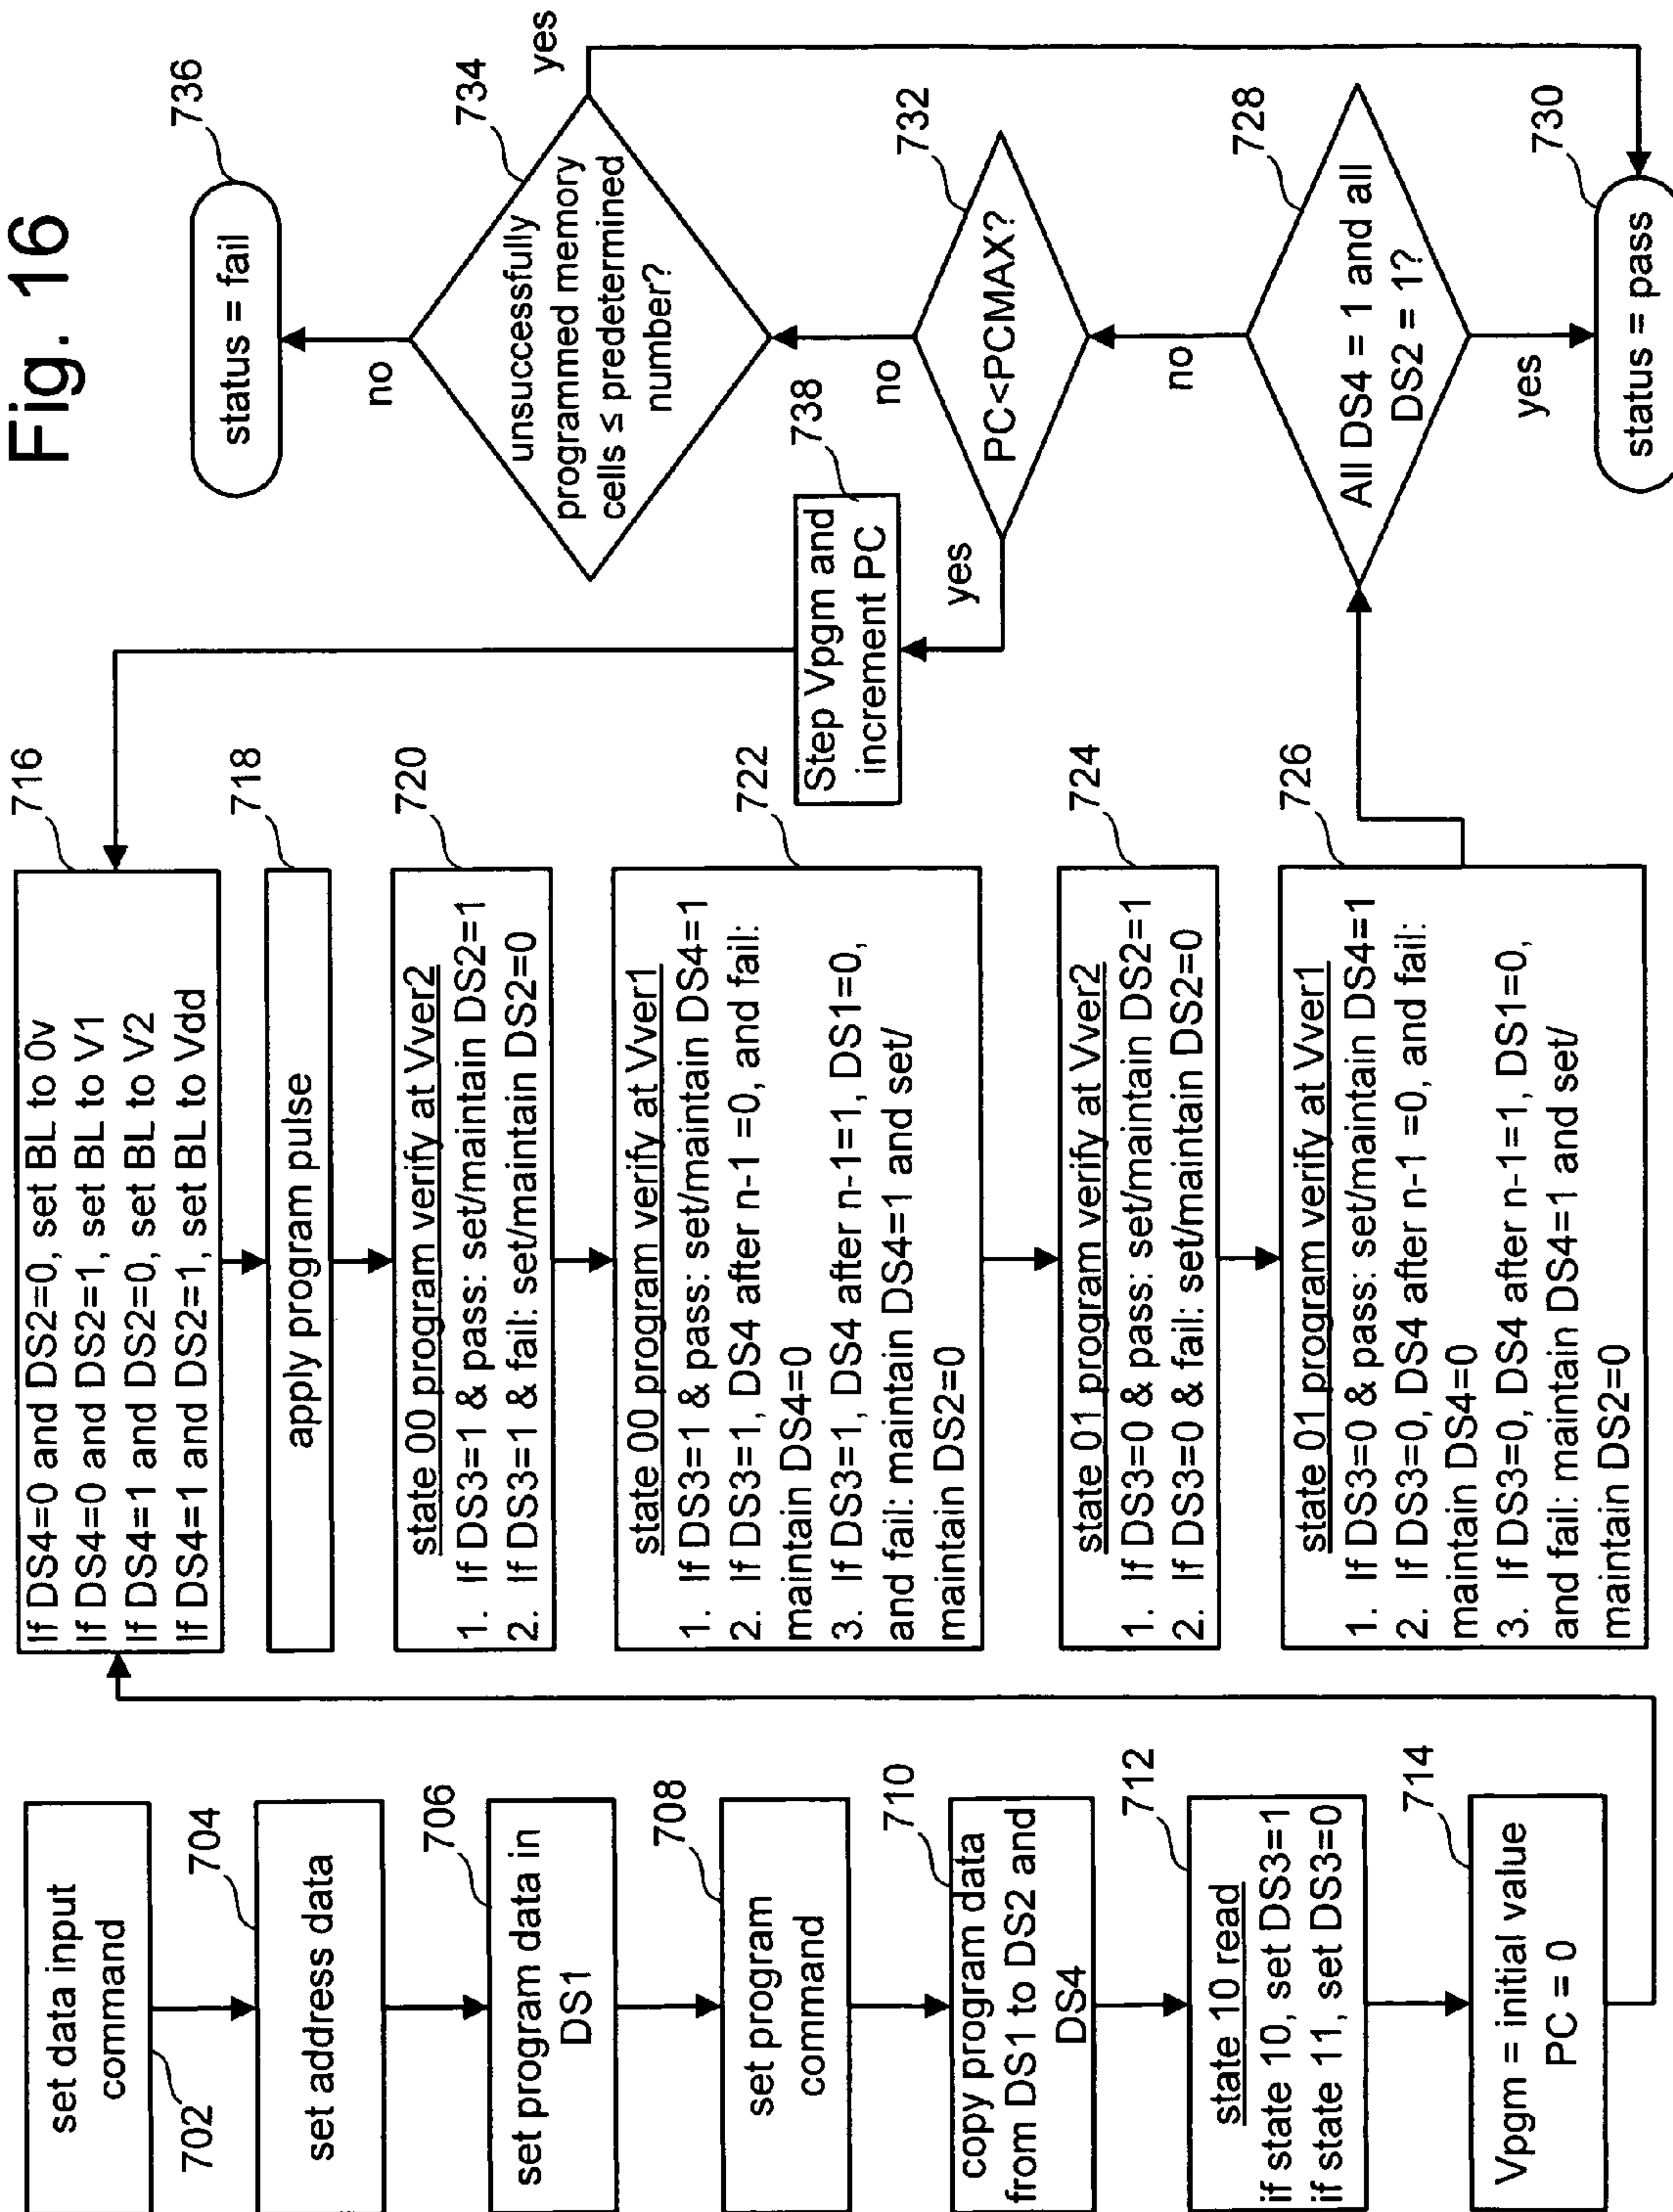 Fig. 16
set data input
command
702
704
set address data
706
set program data in
DS1
708
set program
command
710
copy program data
from DS1 to DS2 and
DS4
712
state 10 read
if state 10, set DS3=1
if state 11, set DS3=0
714
Vpgm = initial value
PC = 0
716
If DS4=0 and DS2=0, set BL to 0v
If DS4=0 and DS2=1, set BL to V1
If DS4=1 and DS2=0, set BL to V2
If DS4=1 and DS2=1, set BL to Vdd
718
apply program pulse
720
state 00 program verify at Vver2
1. If DS3=1 & pass: set/maintain DS2=1
2. If DS3=1 & fail: set/maintain DS2=0
722
state 00 program verify at Vver1
1. If DS3=1 & pass: set/maintain DS4=1
2. If DS3=1, DS4 after n-1 =0, and fail:
maintain DS4=0
3. If DS3=1, DS4 after n-1=1, DS1=0,
and fail: maintain DS4=1 and set/
maintain DS2=0
724
state 01 program verify at Vver2
1. If DS3=0 & pass: set/maintain DS2=1
2. If DS3=0 & fail: set/maintain DS2=0
726
state 01 program verify at Vver1
1. If DS3=0 & pass: set/maintain DS4=1
2. If DS3=0, DS4 after n-1 =0, and fail:
maintain DS4=0
3. If DS3=0, DS4 after n-1=1, DS1=0,
and fail: maintain DS4=1 and set/
maintain DS2=0
728
All DS4 = 1 and all
DS2 = 1?
yes
no
730
status = pass
732
PC<PCMAX?
yes
no
738
Step Vpgm and
increment PC
734
unsuccessfully
programmed memory
cells ≤ predetermined
number?
yes
no
736
status = fail